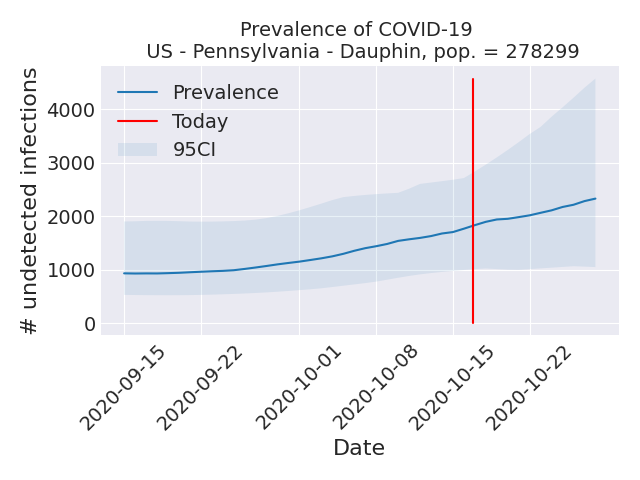 Prevalence of COVID-19
US - Pennsylvania - Dauphin, pop. = 278299
# undetected infections
4000
3000
2000
1000
0
Prevalence
Today
95CI
2020-09-15
2020-09-22
2020-10-01
2020-10-08
2020-10-15
2020-10-22
Date